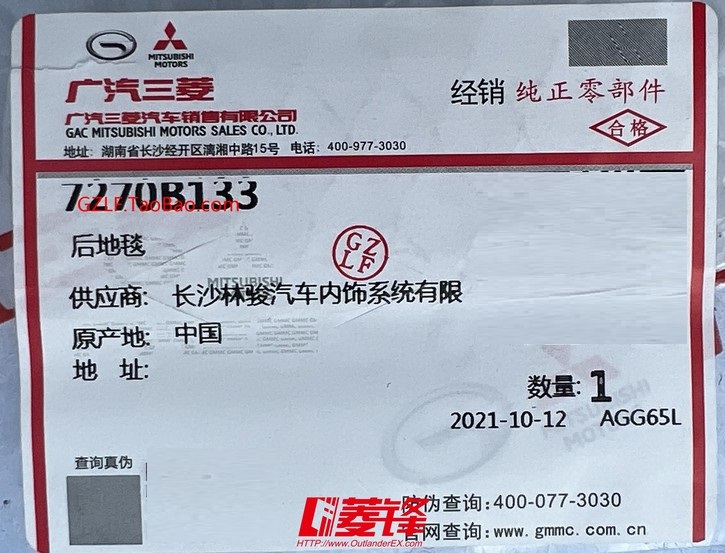 MITSUBISHI
MOTORS
广汽三菱
广汽三菱汽车销售有限公司
GAC MITSUBISHI MOTORS SALES CO., LTD.
地址: 湖南省长沙经开区漓湘中路15号 电话: 400-977-3030
经销 纯正零部件
合格
7270B133
GZLF.TaoBao.com
后地毯
GZ
LF
MITSUBISHI
供应商: 长沙林骏汽车内饰系统有限
原产地: 中国
地 址:
数量: 1
2021-10-12 AGG65L
MITSUBISHI
MOTORS
查询真伪
防伪查询:400-077-3030
官网查询:www.gmmc.com.cn
菱锋
HTTP://www.OutlanderEX.com